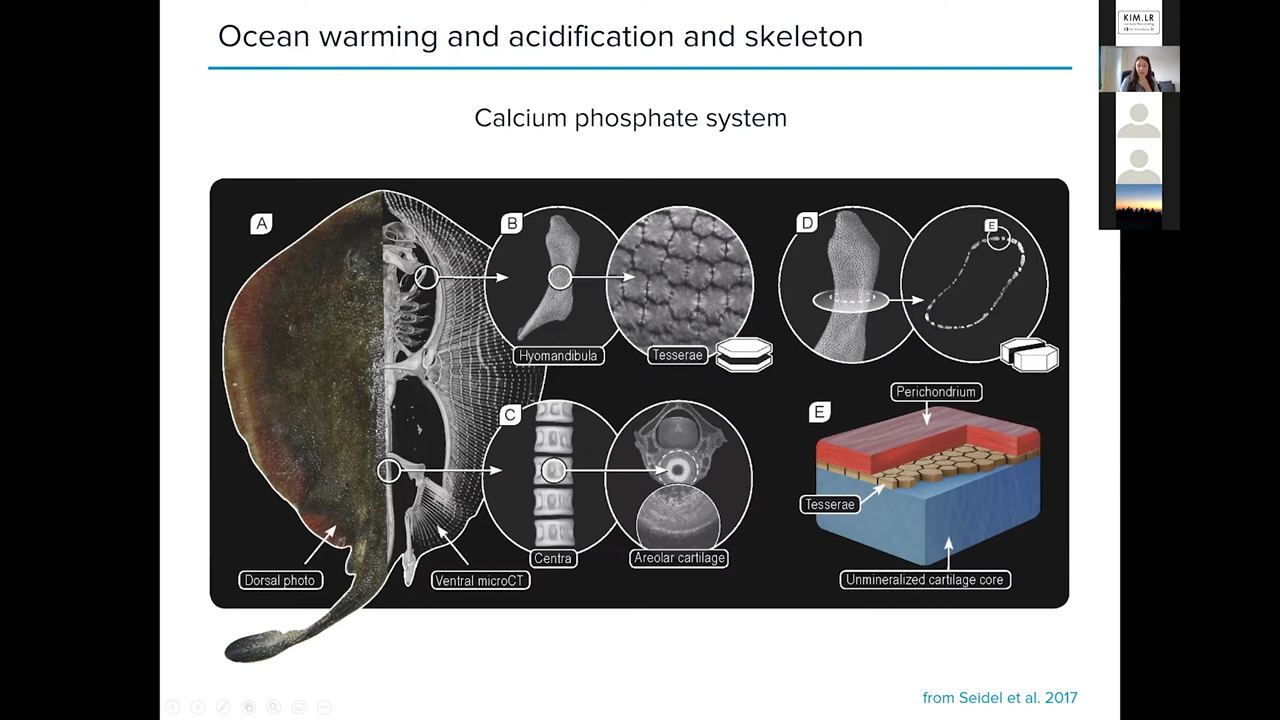 Ocean warming and acidification and skeleton
KIM.LR
Calcium phosphate system
A
B
D
E
Hyomandibula
Tesserae
C
E
Perichondrium
Tesserae
Centra
Areolar cartilage
Dorsal photo
Ventral microCT
Unmineralized cartilage core
from Seidel et al. 2017